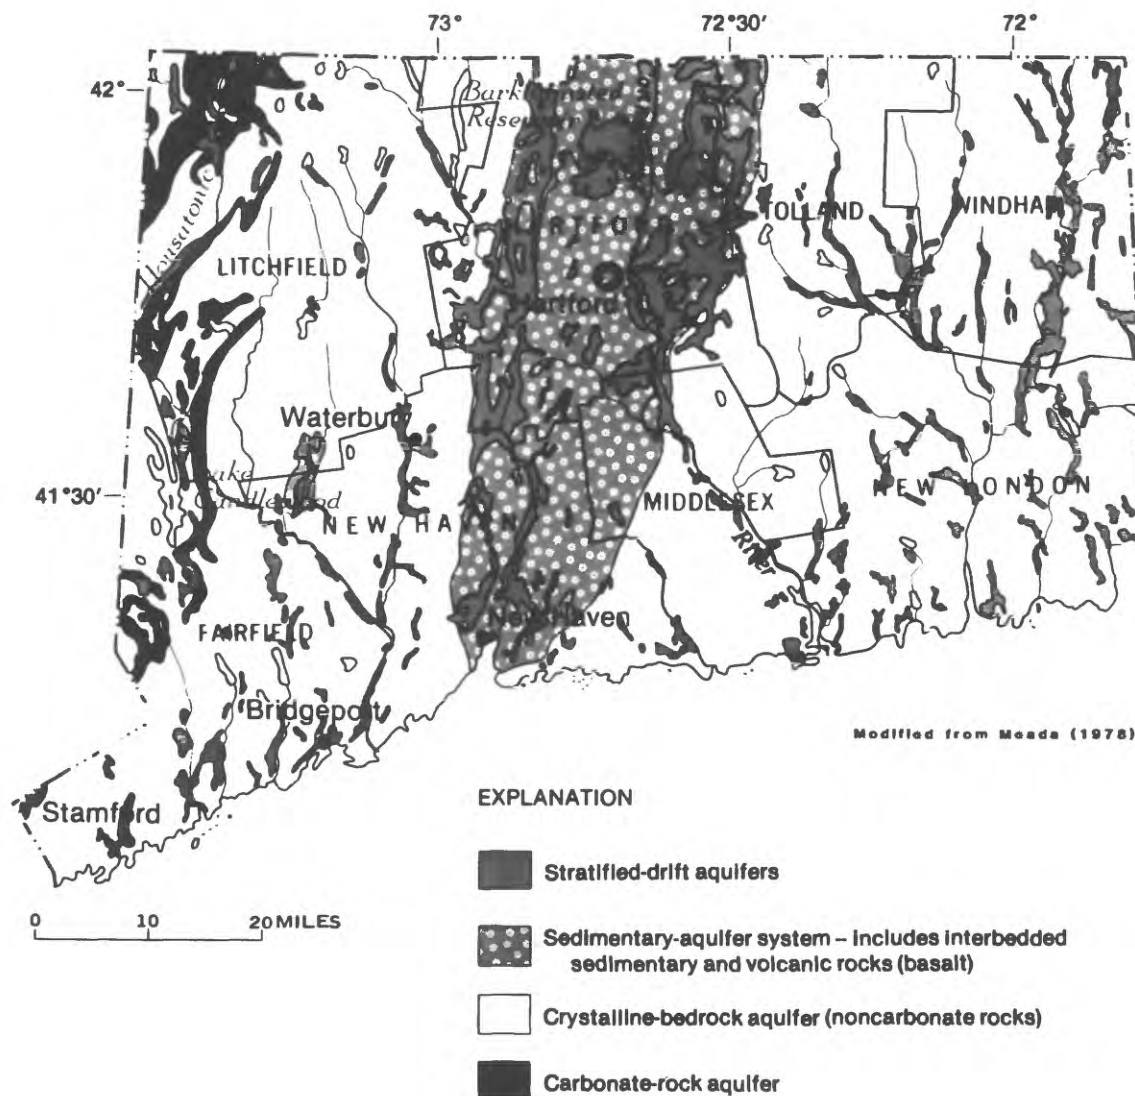 73°
72°30'
72°
42°
Reservoir
Housatonic
TOLLAND
WINDHAM
LITCHFIELD
Hartford
Waterbury
41°30'
Lake
Candlewood
NEW HAVEN
MIDDLESEX
NEW LONDON
River
FAIRFIELD
New Haven
Bridgeport
Modified from Meade (1978)
Stamford
EXPLANATION
Stratified-drift aquifers
0 10 20 MILES
Sedimentary-aquifer system – includes interbedded
sedimentary and volcanic rocks (basalt)
Crystalline-bedrock aquifer (noncarbonate rocks)
Carbonate-rock aquifer